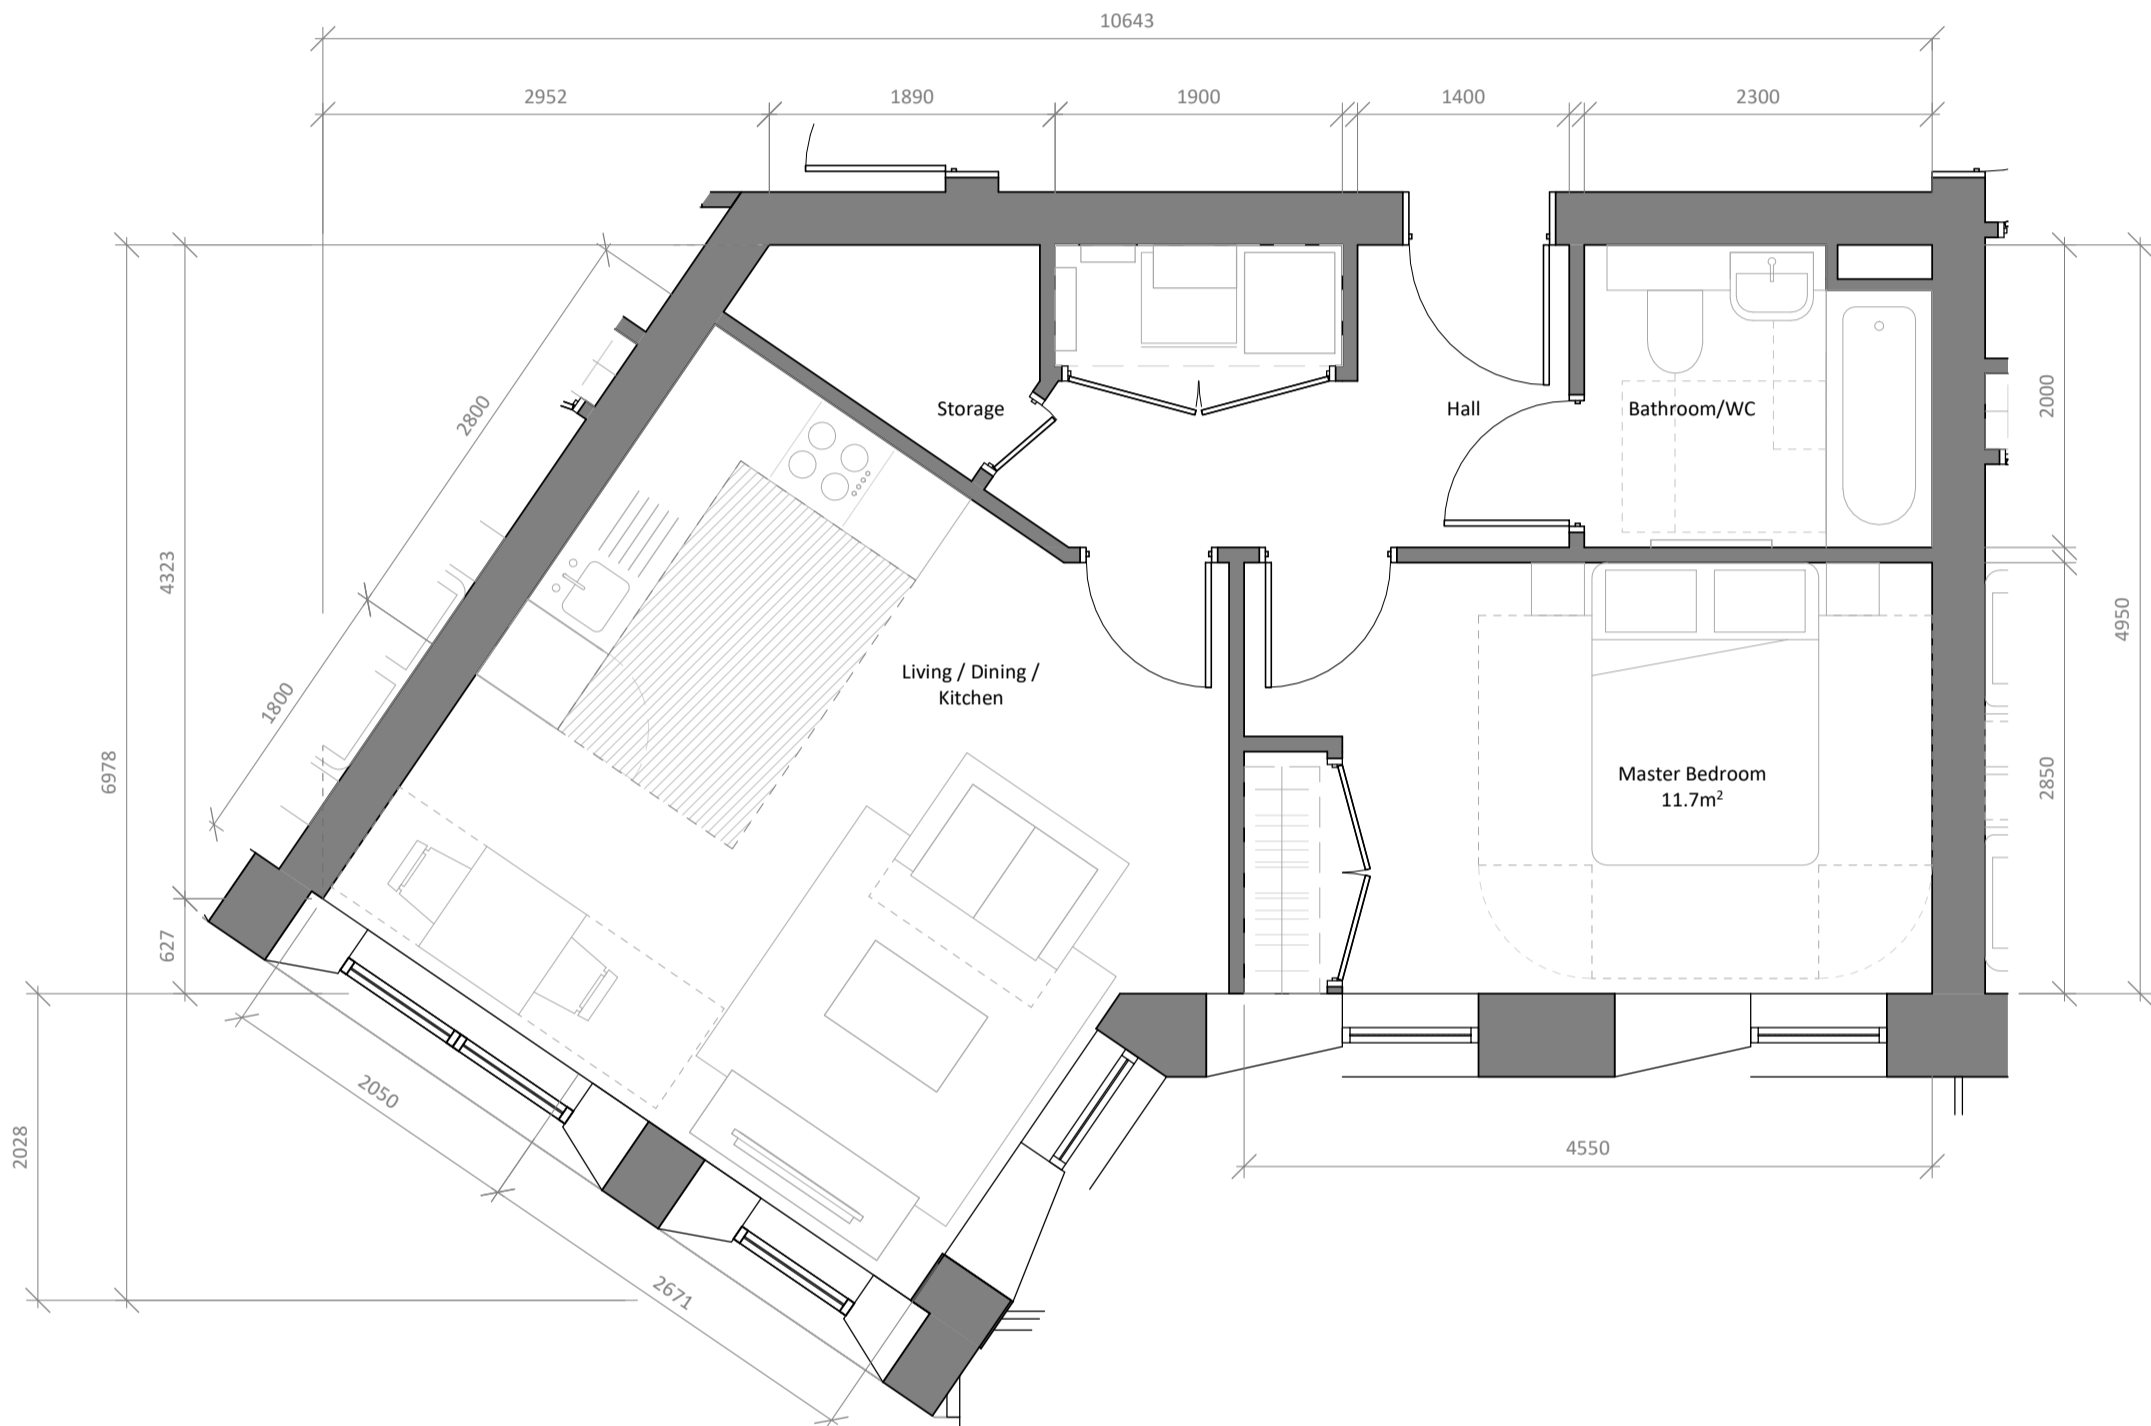 10643
2952
1890
1900
1400
2300
2800
1800
4323
627
6978
2028
2050
2671
4550
2000
2850
4950
Storage
Hall
Bathroom/WC
Living / Dining /
Kitchen
Master Bedroom
11.7m²